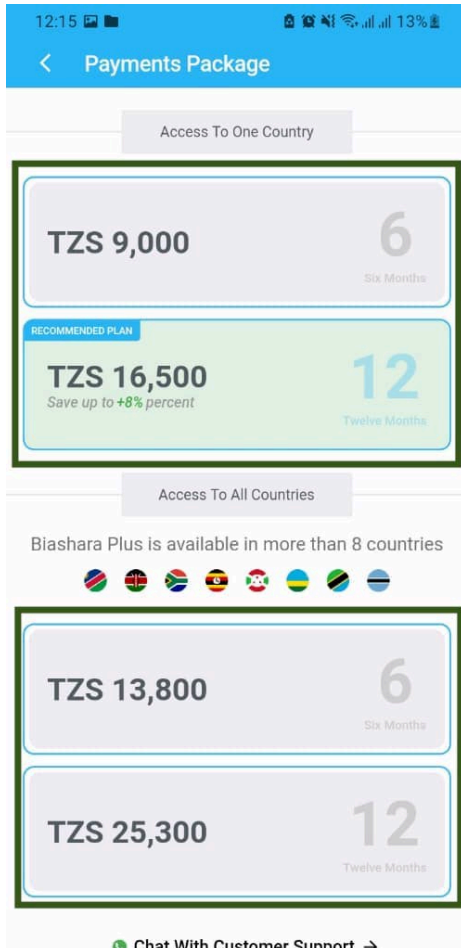 12:15 13%
Payments Package
Access To One Country
TZS 9,000
6
Six Months
RECOMMENDED PLAN
TZS 16,500
Save up to +8% percent
12
Twelve Months
Access To All Countries
Biashara Plus is available in more than 8 countries
TZS 13,800
6
Six Months
TZS 25,300
12
Twelve Months
Chat With Customer Support →